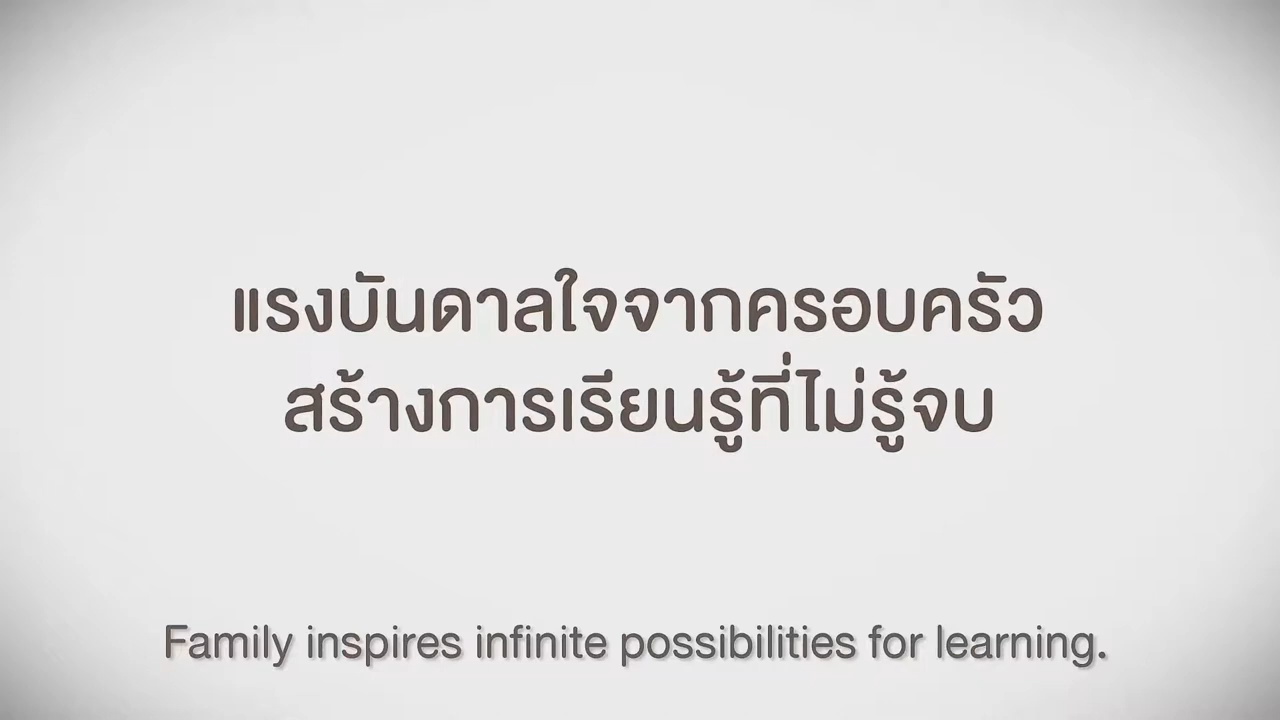 แรงบันดาลใจจากครอบครัว
สร้างการเรียนรู้ที่ไม่รู้จบ
Family inspires infinite possibilities for learning.